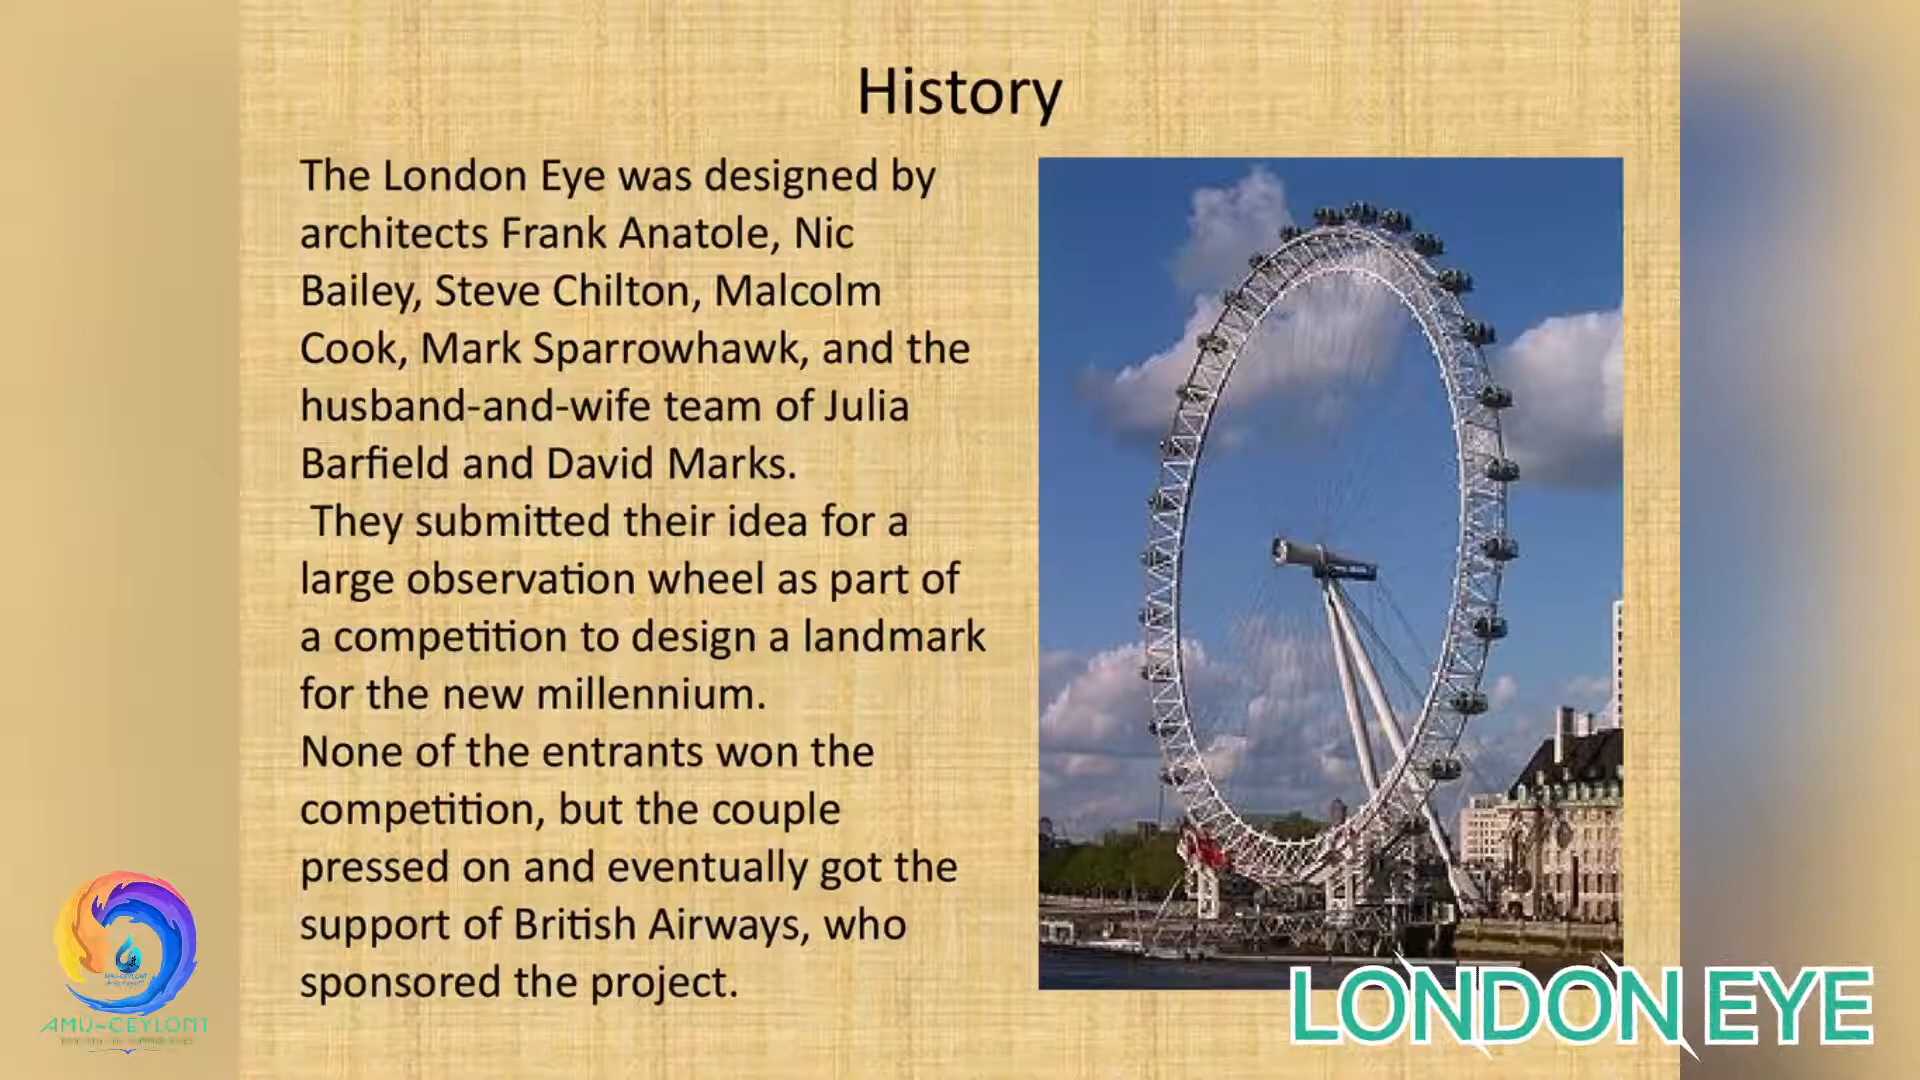 History
The London Eye was designed by
architects Frank Anatole, Nic
Bailey, Steve Chilton, Malcolm
Cook, Mark Sparrowhawk, and the
husband-and-wife team of Julia
Barfield and David Marks.
They submitted their idea for a
large observation wheel as part of
a competition to design a landmark
for the new millennium.
None of the entrants won the
competition, but the couple
pressed on and eventually got the
support of British Airways, who
sponsored the project.
AMU-CEYLONT
LONDON EYE